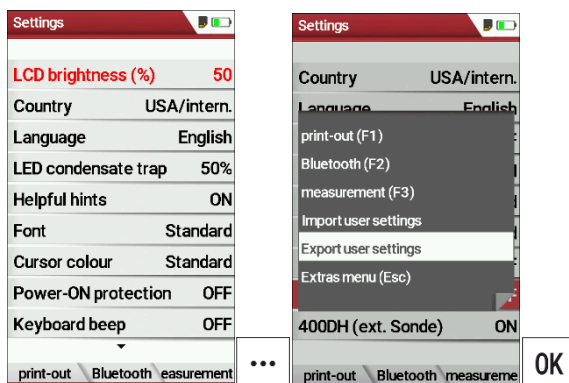 Settings
LCD brightness (%) 50
Country USA/intern.
Language English
LED condensate trap 50%
Helpful hints ON
Font Standard
Cursor colour Standard
Power-ON protection OFF
Keyboard beep OFF
print-out Bluetooth easurement
...
Settings
Country USA/intern.
Language English
print-out (F1)
Bluetooth (F2)
measurement (F3)
Import user settings
Export user settings
Extras menu (Esc)
400DH (ext. Sonde) ON
print-out Bluetooth measureme
OK